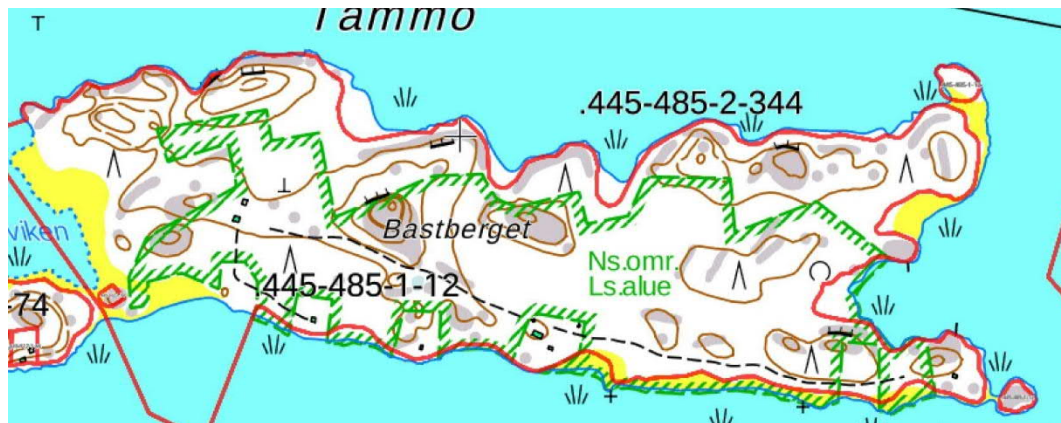 Tammo
.445-485-2-344
viken
Bastberget
Ns.omr.
Ls.alue
.445-485-1-12
74